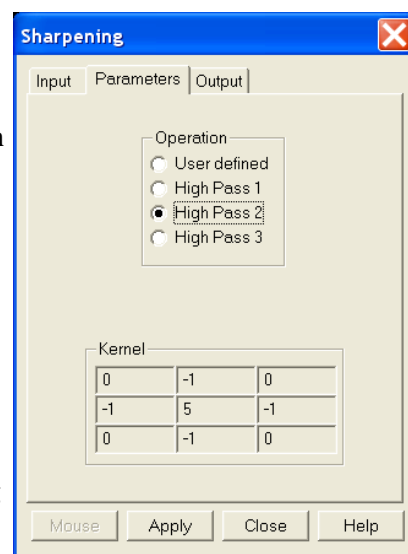 Sharpening
Input Parameters Output
Operation
User defined
High Pass 1
High Pass 2
High Pass 3
Kernel
0 -1 0
-1 5 -1
0 -1 0
Mouse Apply Close Help